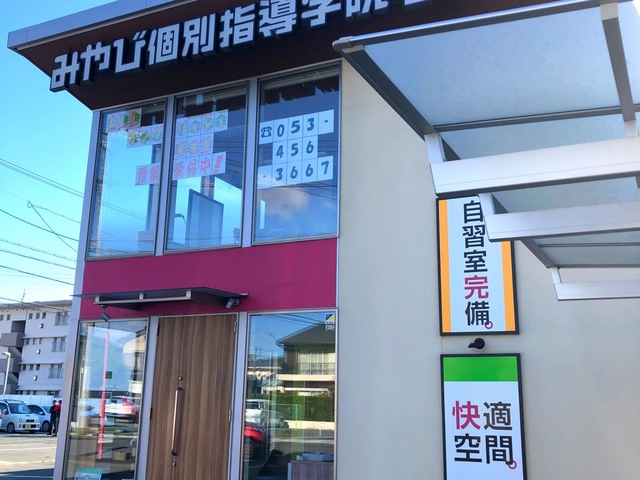 みやび個別指導学院
☎053-
456
-3667
受付中
自習室完備。
快適
空間。